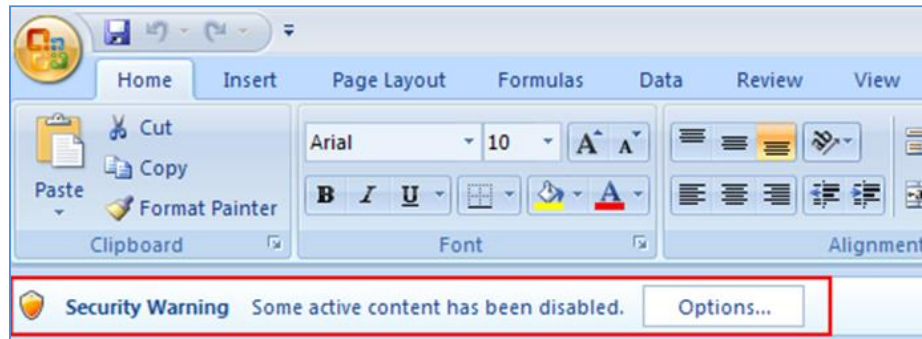 Home Insert Page Layout Formulas Data Review View
Cut
Arial 10 A A
Copy
Paste
Format Painter
B I U A
Clipboard Font Alignment
Security Warning Some active content has been disabled. Options...